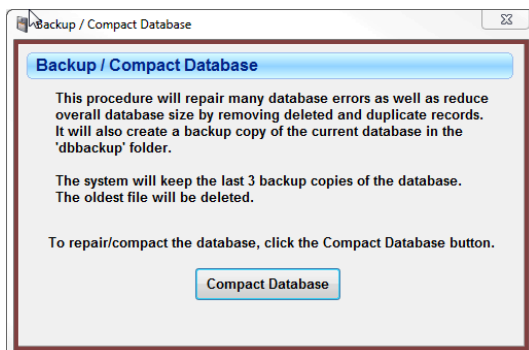 Backup / Compact Database
Backup / Compact Database
This procedure will repair many database errors as well as reduce
overall database size by removing deleted and duplicate records.
It will also create a backup copy of the current database in the
'dbbackup' folder.
The system will keep the last 3 backup copies of the database.
The oldest file will be deleted.
To repair/compact the database, click the Compact Database button.
Compact Database